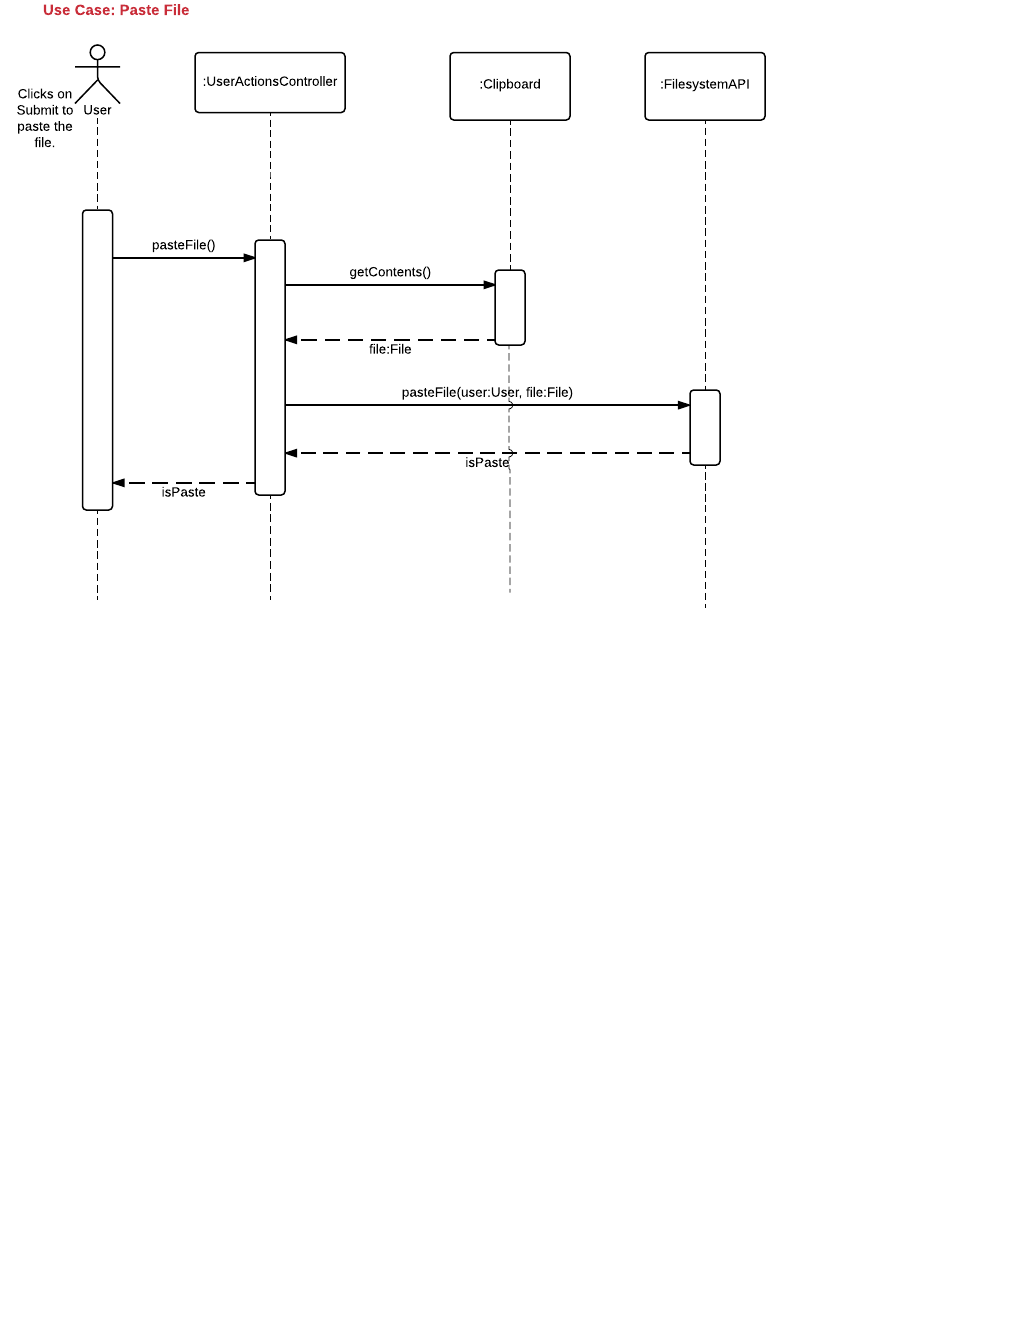 Use Case: Paste File
:UserActionsController
:Clipboard
:FilesystemAPI
Clicks on
Submit to
paste the
file.
User
pasteFile()
getContents()
file:File
pasteFile(user:User, file:File)
isPaste
isPaste